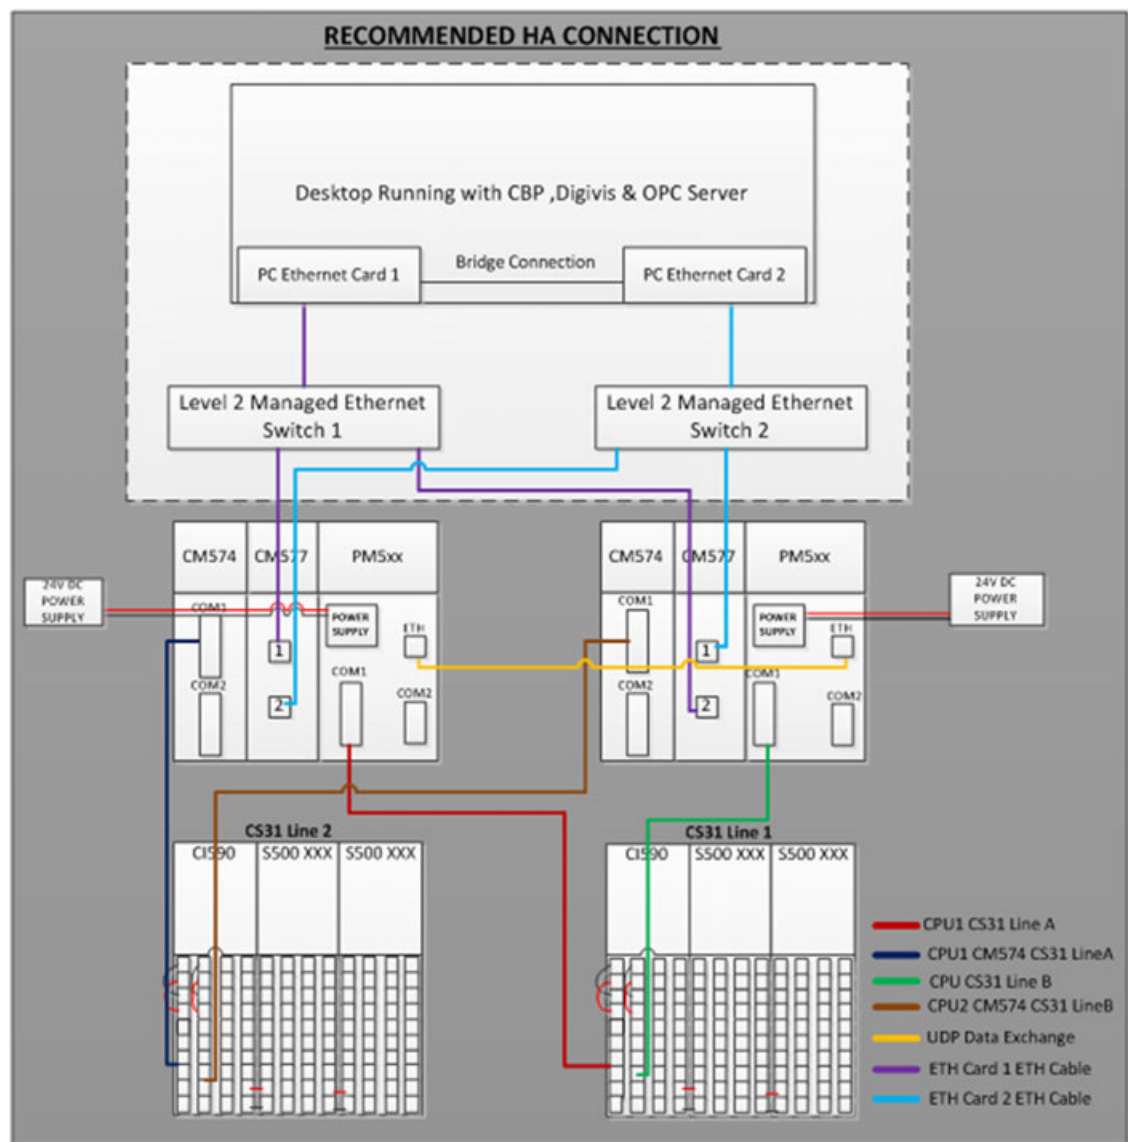 RECOMMENDED HA CONNECTION
Desktop Running with CBP ,Digivis & OPC Server
PC Ethernet Card 1
Bridge Connection
PC Ethernet Card 2
Level 2 Managed Ethernet
Switch 1
Level 2 Managed Ethernet
Switch 2
CM574
CM577
PM5xx
CM574
CM577
PM5xx
24V DC
POWER
SUPPLY
COM1
POWER
SUPPLY
ETH
1
COM2
2
COM1
COM2
COM1
POWER
SUPPLY
ETH
1
COM2
2
COM1
COM2
24V DC
POWER
SUPPLY
CS31 Line 2
CI590
S500 XXX
S500 XXX
CS31 Line 1
CI590
S500 XXX
S500 XXX
CPU1 CS31 Line A
CPU1 CM574 CS31 LineA
CPU CS31 Line B
CPU2 CM574 CS31 LineB
UDP Data Exchange
ETH Card 1 ETH Cable
ETH Card 2 ETH Cable